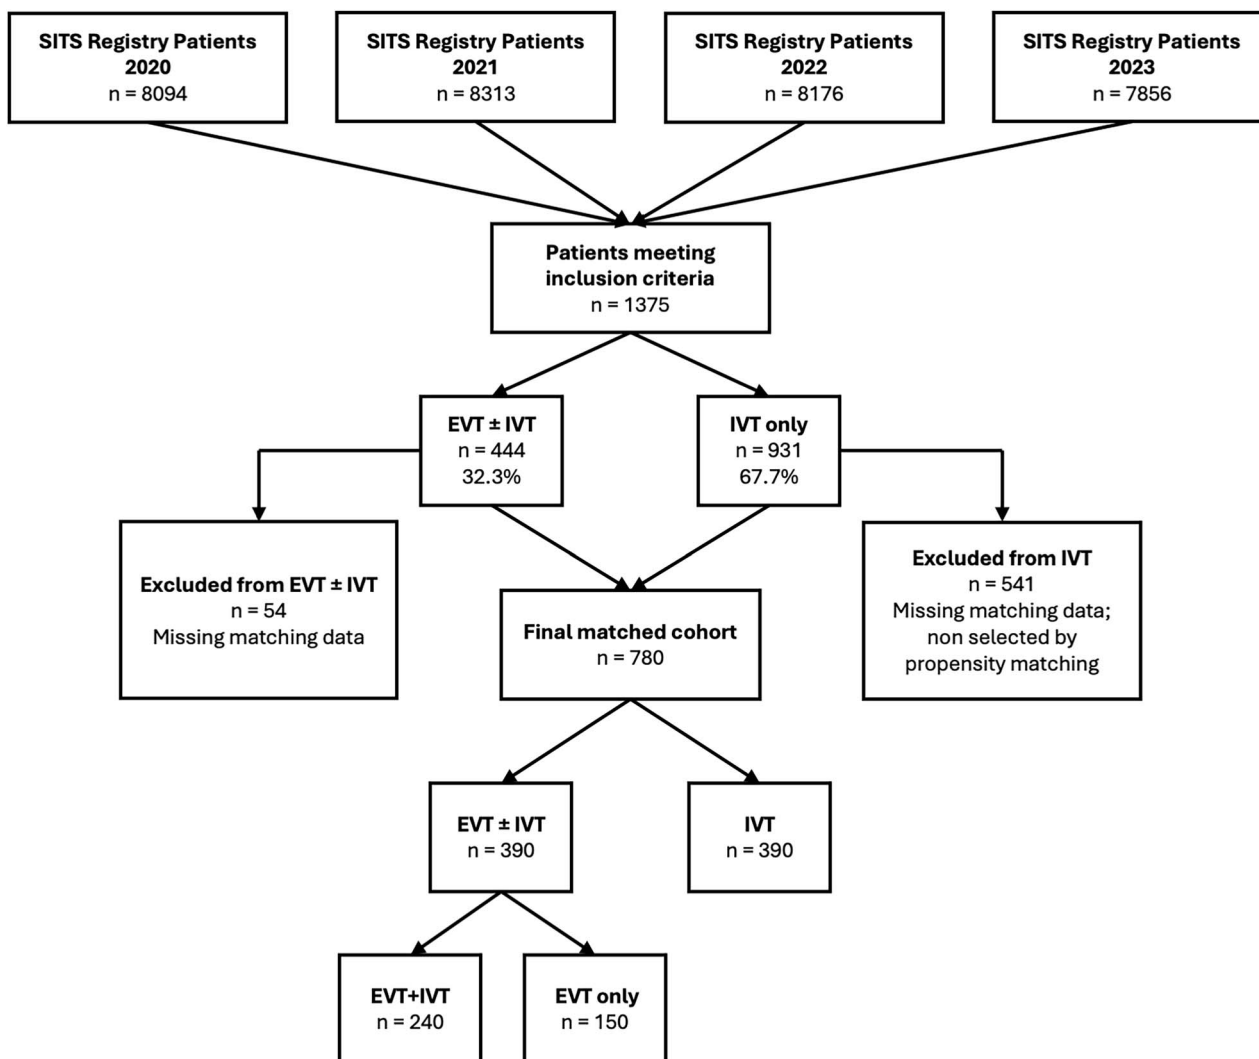 SITS Registry Patients
2020
n = 8094
SITS Registry Patients
2021
n = 8313
SITS Registry Patients
2022
n = 8176
SITS Registry Patients
2023
n = 7856
Patients meeting
inclusion criteria
n = 1375
EVT ± IVT
n = 444
32.3%
IVT only
n = 931
67.7%
Excluded from EVT ± IVT
n = 54
Missing matching data
Excluded from IVT
n = 541
Missing matching data;
non selected by
propensity matching
Final matched cohort
n = 780
EVT ± IVT
n = 390
IVT
n = 390
EVT+IVT
n = 240
EVT only
n = 150